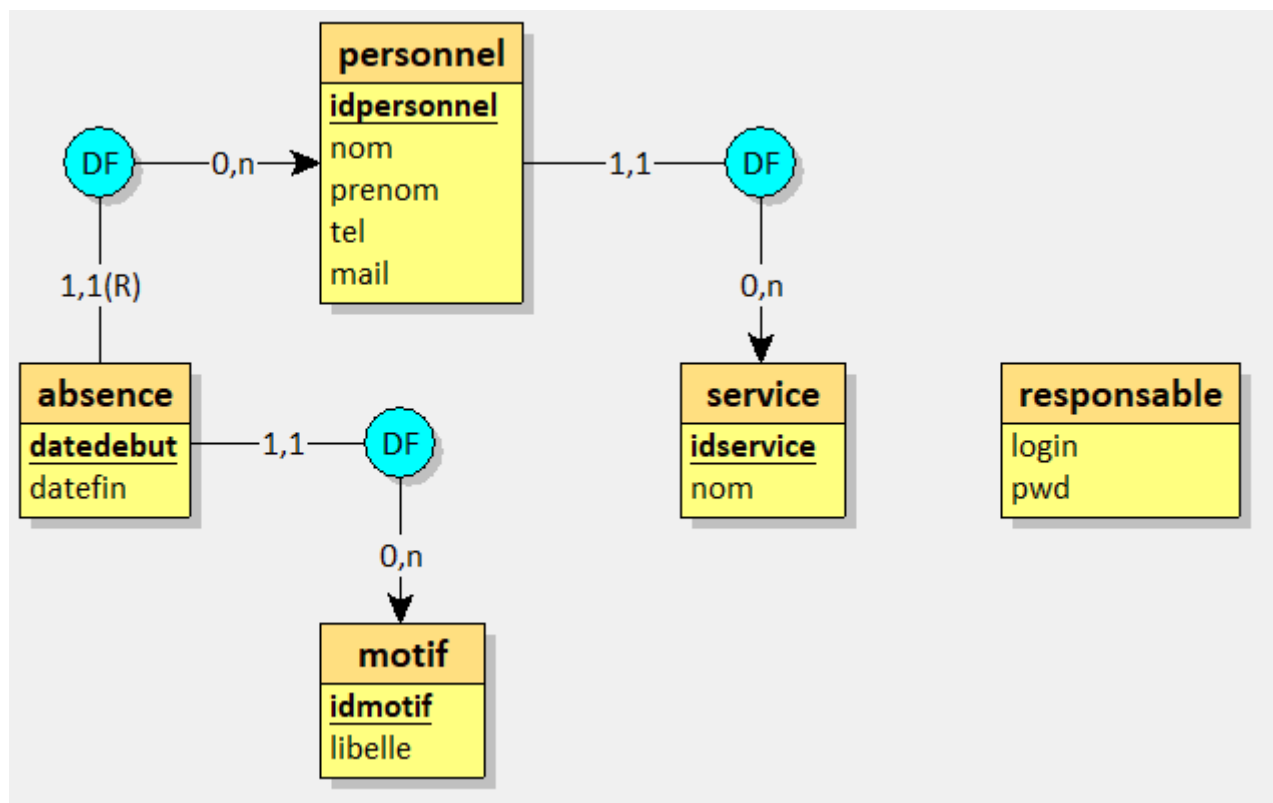 personnel
idpersonnel
nom
prenom
tel
mail
DF
0,n
1,1
DF
1,1(R)
0,n
absence
datedebut
datefin
1,1
DF
service
idservice
nom
responsable
login
pwd
0,n
motif
idmotif
libelle